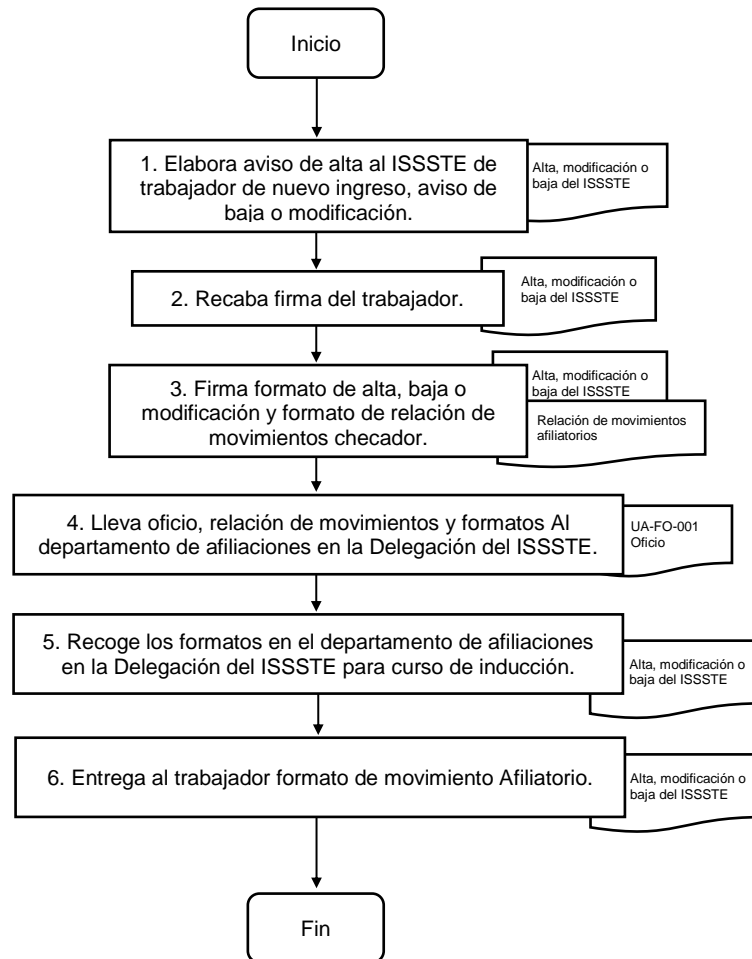 Inicio
1. Elabora aviso de alta al ISSSTE de
trabajador de nuevo ingreso, aviso de
baja o modificación.
Alta, modificación o
baja del ISSSTE
2. Recaba firma del trabajador.
Alta, modificación o
baja del ISSSTE
3. Firma formato de alta, baja o
modificación y formato de relación de
movimientos checador.
Alta, modificación o
baja del ISSSTE
Relación de movimientos
afiliatorios
4. Lleva oficio, relación de movimientos y formatos Al
departamento de afiliaciones en la Delegación del ISSSTE.
UA-FO-001
Oficio
5. Recoge los formatos en el departamento de afiliaciones
en la Delegación del ISSSTE para curso de inducción.
Alta, modificación o
baja del ISSSTE
6. Entrega al trabajador formato de movimiento Afiliatorio.
Alta, modificación o
baja del ISSSTE
Fin